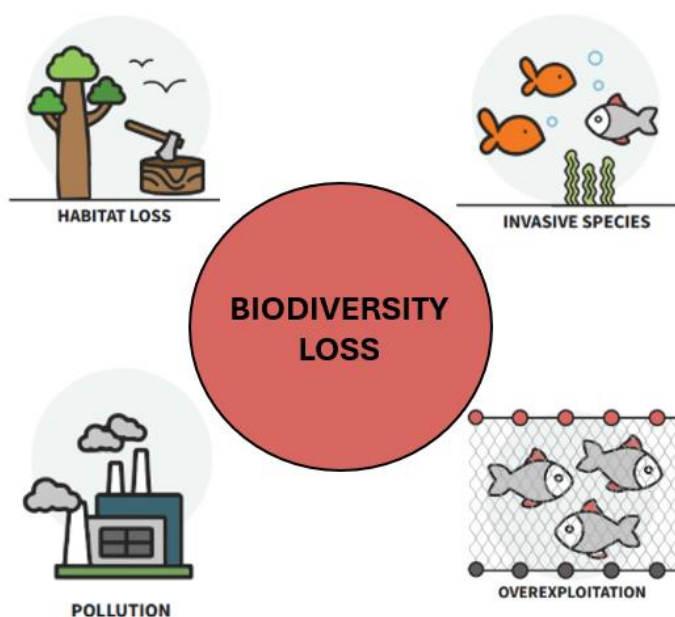 HABITAT LOSS
INVASIVE SPECIES
BIODIVERSITY
LOSS
POLLUTION
OVEREXPLOITATION